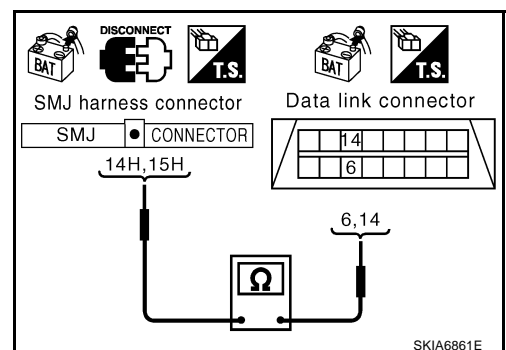 DISCONNECT
BAT
T.S.
BAT
T.S.
SMJ harness connector
Data link connector
SMJ CONNECTOR
14
6
14H,15H
6,14
Ω
SKIA6861E